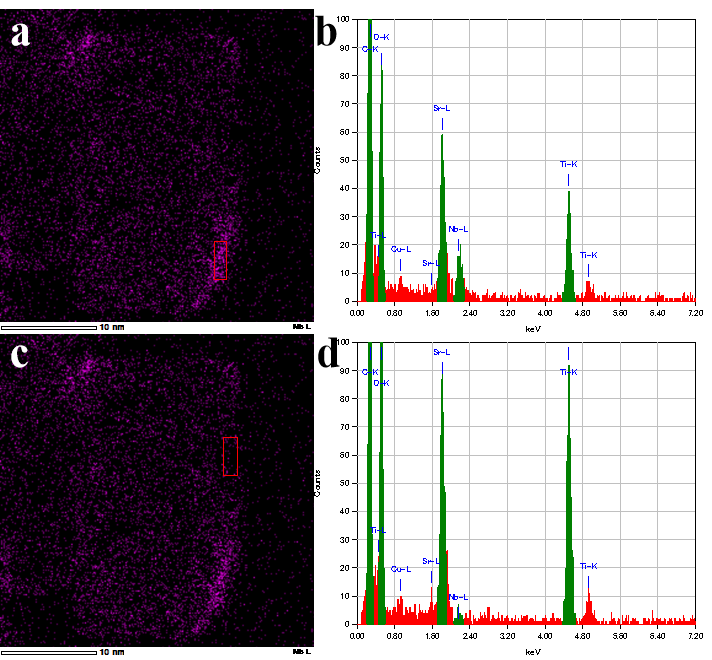 a
10 nm
Nb L
b
Counts
100
90
80
70
60
50
40
30
20
10
0
O-K
C-K
Sr-L
Ti-K
Nb-L
Ti-L
Cu-L
Sr-L
Ti-K
0.00 0.80 1.60 2.40 3.20 4.00 4.80 5.60 6.40 7.20
keV
c
10 nm
Nb L
d
Counts
100
90
80
70
60
50
40
30
20
10
0
Sr-L
C-K
Ti-K
O-K
Ti-L
Cu-L
Sr-L
Ti-K
Nb-L
0.00 0.80 1.60 2.40 3.20 4.00 4.80 5.60 6.40 7.20
keV